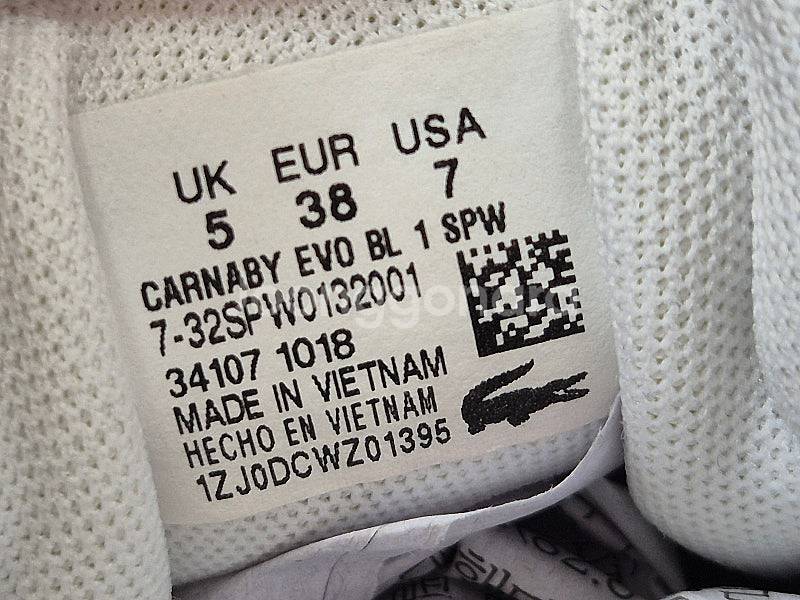 UK EUR USA
5 38 7
CARNABY EVO BL 1 SPW
7-32SPW0132001
34107 1018
MADE IN VIETNAM
HECHO EN VIETNAM
1ZJ0DCWZ01395